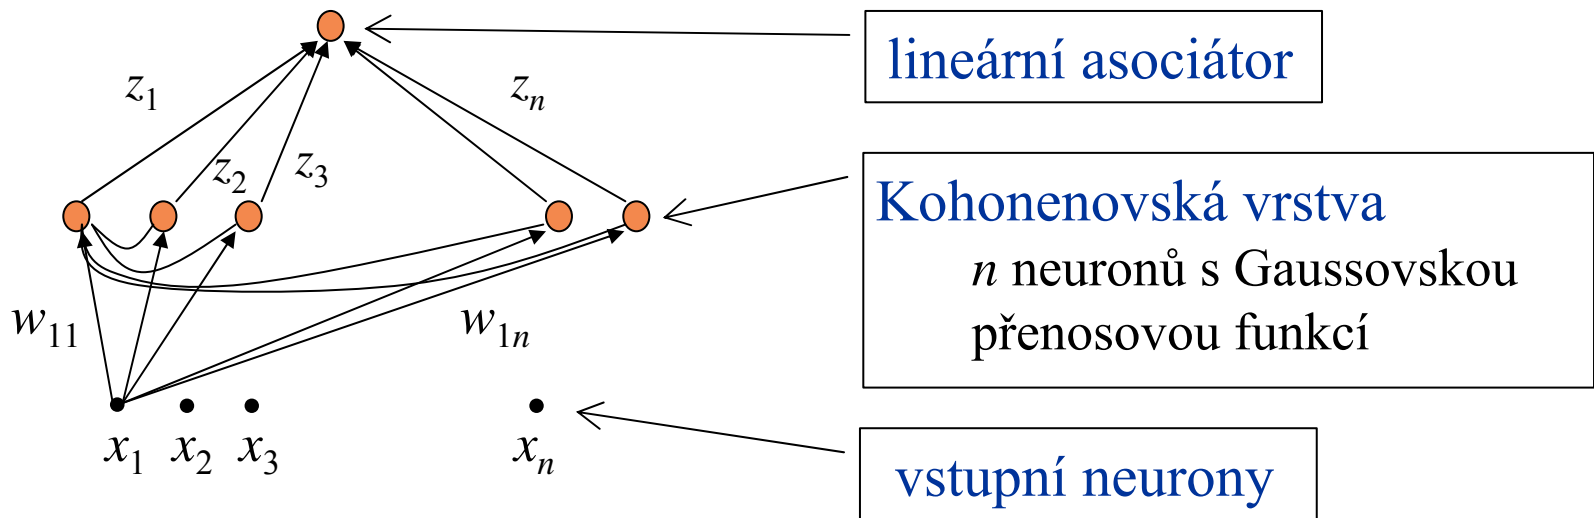 lineární asociátor
z1
zn
z2
z3
Kohonenovská vrstva
n neuronů s Gaussovskou
přenosovou funkcí
w11
w1n
x1 x2 x3 xn
vstupní neurony